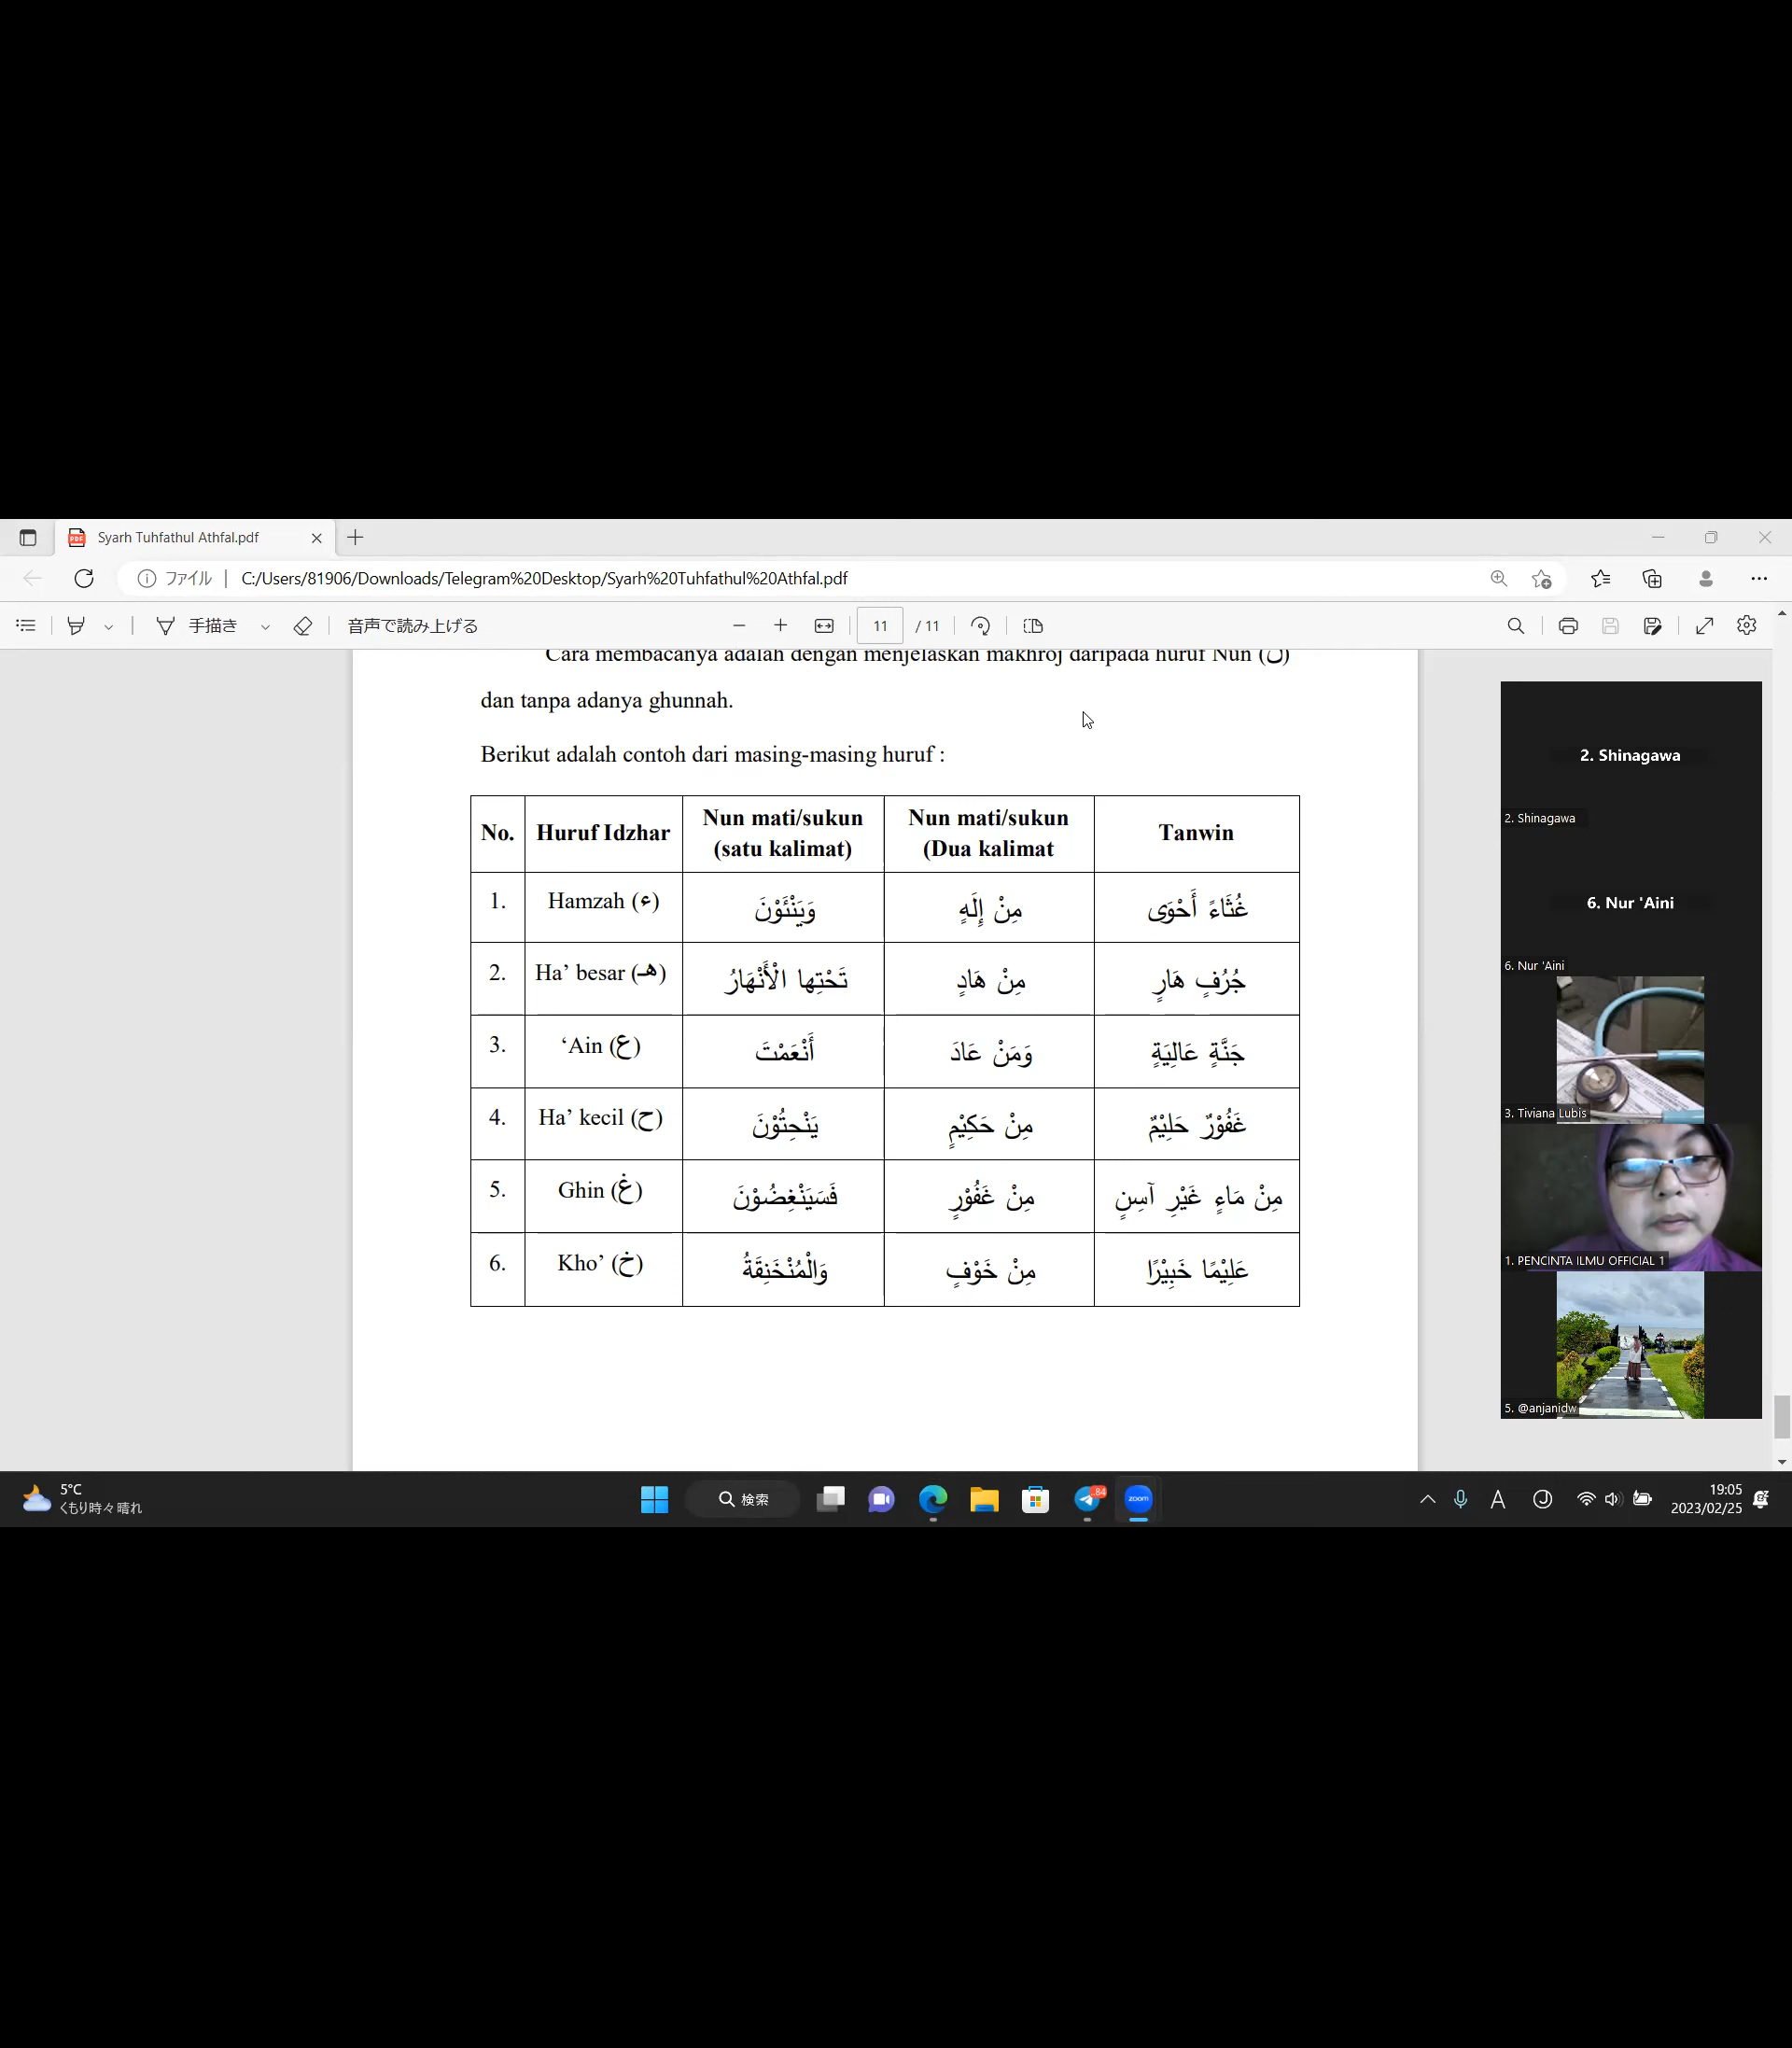 Syarh Tuhfathul Athfal.pdf
ファイル C:/Users/81906/Downloads/Telegram%20Desktop/Syarh%20Tuhfathul%20Athfal.pdf
手描き 音声で読み上げる 11 / 11
Cara membacanya adalah dengan menjelaskan makhroj daripada huruf Nun (ن)
dan tanpa adanya ghunnah.
Berikut adalah contoh dari masing-masing huruf :
No. Huruf Idzhar Nun mati/sukun (satu kalimat) Nun mati/sukun (Dua kalimat Tanwin
1. Hamzah (ء) وَيَنْئَوْنَ مِنْ إِلَهٍ غُثَاءً أَحْوَى
2. Ha’ besar (هـ) تَحْتِها الْأَنْهَارُ مِنْ هَادٍ جُرُفٍ هَارٍ
3. ‘Ain (ع) أَنْعَمْتَ وَمَنْ عَادَ جَنَّةٍ عَالِيَةٍ
4. Ha’ kecil (ح) يَنْحِتُوْنَ مِنْ حَكِيْمٍ غَفُوْرٌ حَلِيْمٌ
5. Ghin (غ) فَسَيَنْغِضُوْنَ مِنْ غَفُوْرٍ مِنْ مَاءٍ غَيْرِ آسِنٍ
6. Kho’ (خ) وَالْمُنْخَنِقَةُ مِنْ خَوْفٍ عَلِيْمًا خَبِيْرًا
2. Shinagawa
2. Shinagawa
6. Nur 'Aini
6. Nur 'Aini
3. Tiviana Lubis
1. PENCINTA ILMU OFFICIAL 1
5. @anjanidw
5°C
くもり時々晴れ
検索
84
zoom
A
19:05
2023/02/25